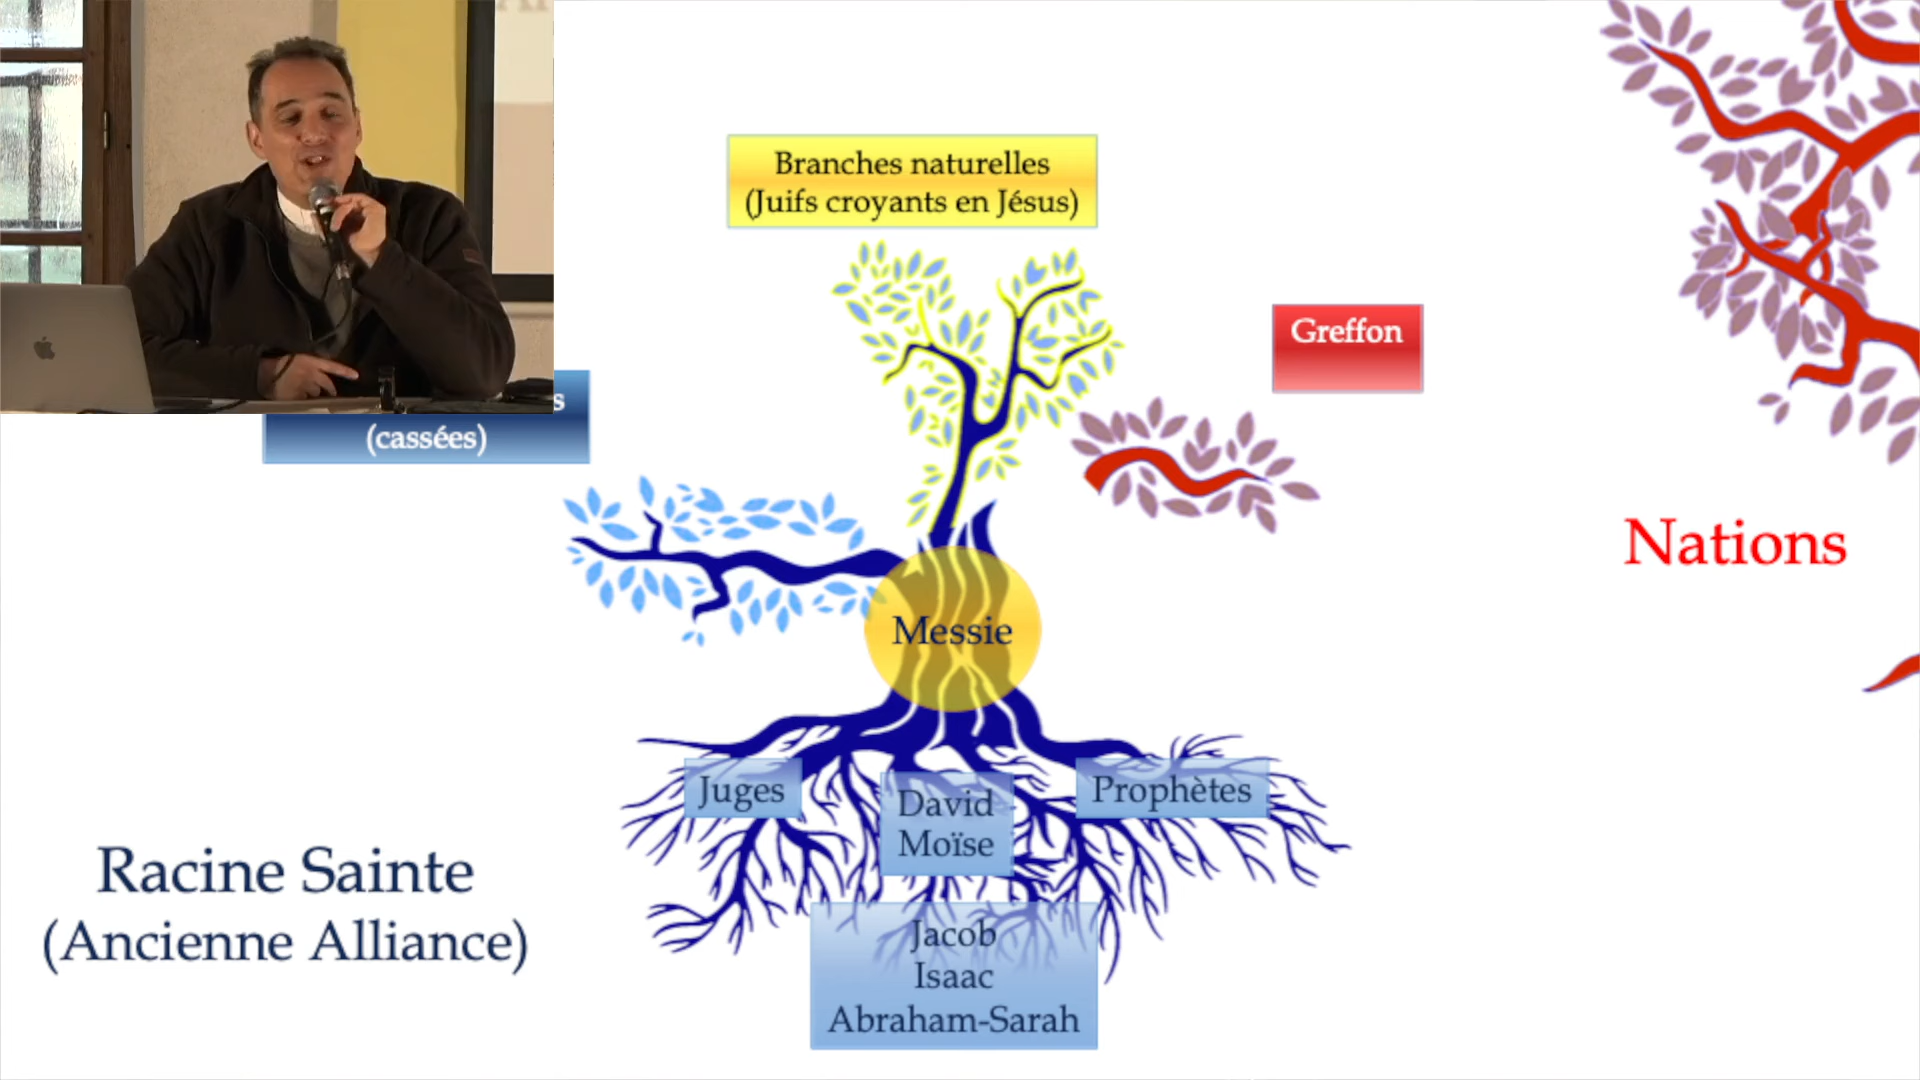 Branches naturelles
(Juifs croyants en Jésus)
Greffon
(cassées)
Nations
Messie
Juges
David
Moïse
Prophètes
Racine Sainte
(Ancienne Alliance)
Jacob
Isaac
Abraham-Sarah